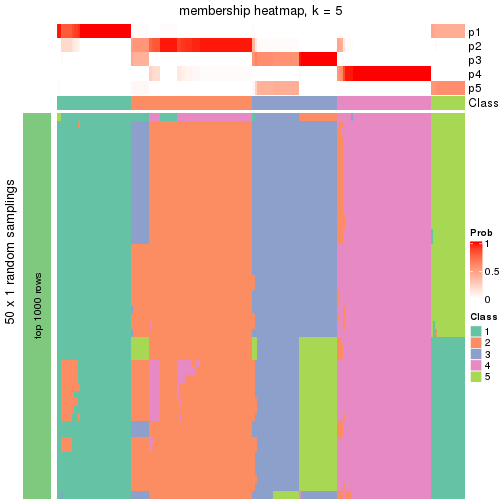 membership heatmap, k = 5
p1
p2
p3
p4
p5
Class
50 x 1 random samplings
top 1000 rows
Prob
1
0.5
0
Class
1
2
3
4
5